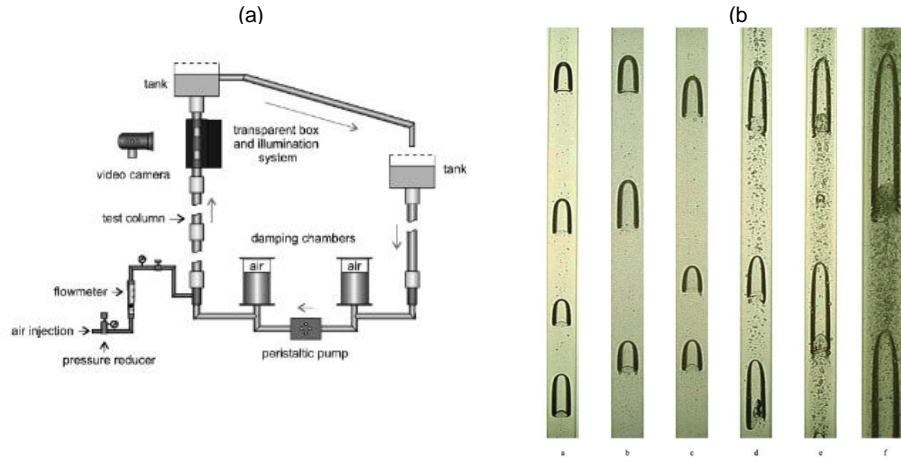 (a)
(b
tank
transparent box
and illumination
system
video camera
tank
test column
damping chambers
air
air
flowmeter
air injection
pressure reducer
peristaltic pump
a
b
c
d
e
f